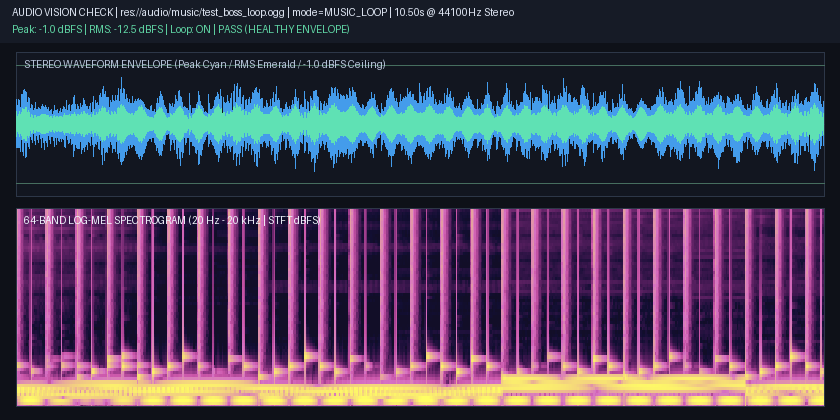 AUDIO VISION CHECK | res://audio/music/test_boss_loop.ogg | mode=MUSIC_LOOP | 10.50s @ 44100Hz Stereo
Peak: -1.0 dBFS | RMS: -12.5 dBFS | Loop: ON | PASS (HEALTHY ENVELOPE)
STEREO WAVEFORM ENVELOPE (Peak Cyan / RMS Emerald / -1.0 dBFS Ceiling)
64-BAND LOG-MEL SPECTROGRAM (20 Hz - 20 kHz | STFT dBFS)